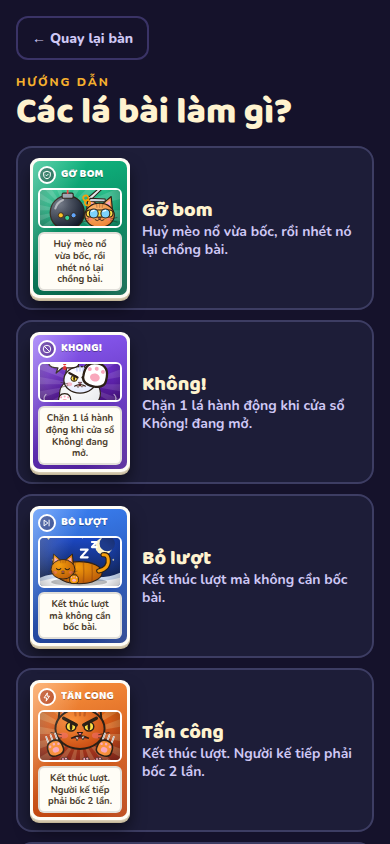 ← Quay lại bàn
HƯỚNG DẪN
Các lá bài làm gì?
GỠ BOM
Huỷ mèo nổ
vừa bốc, rồi
nhét nó lại
chồng bài.
Gỡ bom
Huỷ mèo nổ vừa bốc, rồi nhét nó
lại chồng bài.
KHÔNG!
Chặn 1 lá hành
động khi cửa sổ
Không! đang
mở.
Không!
Chặn 1 lá hành động khi cửa sổ
Không! đang mở.
BỎ LƯỢT
Z Z
Kết thúc lượt
mà không cần
bốc bài.
Bỏ lượt
Kết thúc lượt mà không cần bốc
bài.
TẤN CÔNG
Kết thúc lượt.
Người kế tiếp
phải bốc 2 lần.
Tấn công
Kết thúc lượt. Người kế tiếp phải
bốc 2 lần.